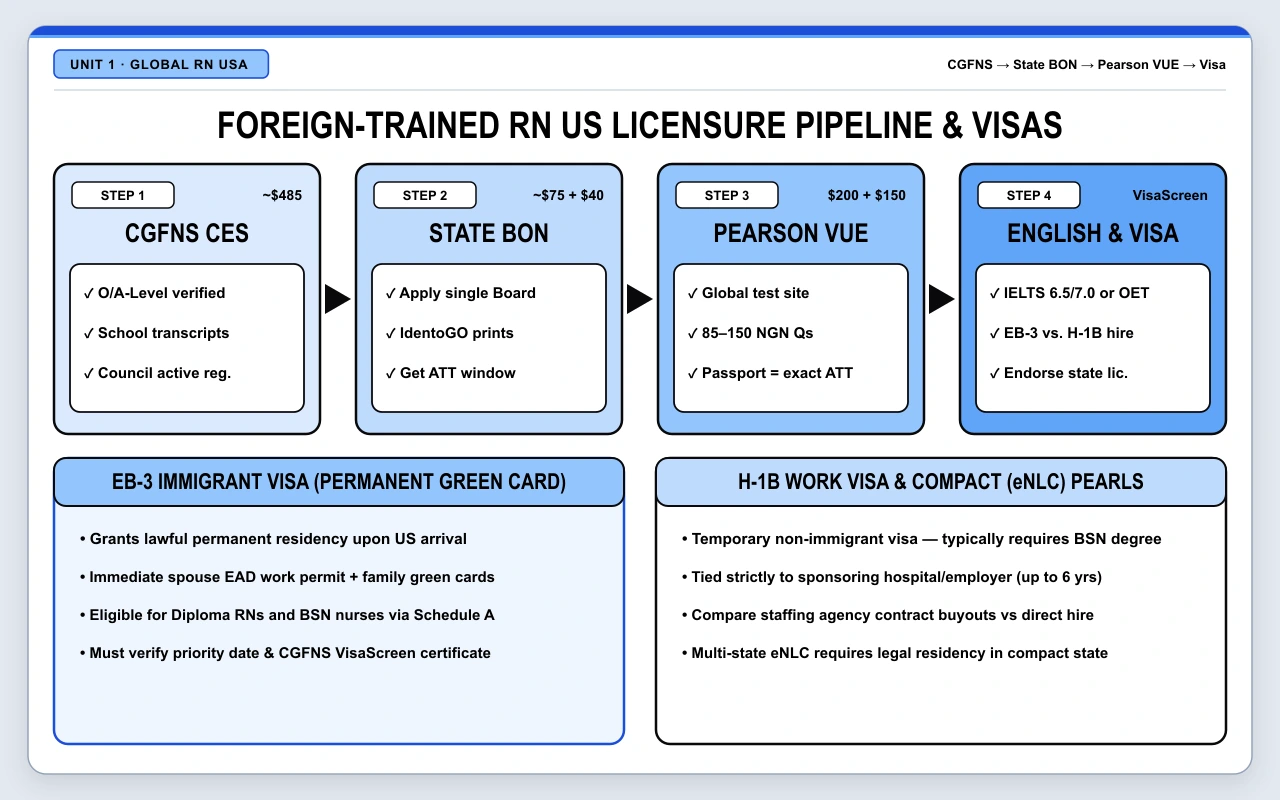 UNIT 1 · GLOBAL RN USA
CGFNS → State BON → Pearson VUE → Visa
FOREIGN-TRAINED RN US LICENSURE PIPELINE & VISAS
STEP 1
~$485
CGFNS CES
✓ O/A-Level verified
✓ School transcripts
✓ Council active reg.
STEP 2
~$75 + $40
STATE BON
✓ Apply single Board
✓ IdentoGO prints
✓ Get ATT window
STEP 3
$200 + $150
PEARSON VUE
✓ Global test site
✓ 85–150 NGN Qs
✓ Passport = exact ATT
STEP 4
VisaScreen
ENGLISH & VISA
✓ IELTS 6.5/7.0 or OET
✓ EB-3 vs. H-1B hire
✓ Endorse state lic.
EB-3 IMMIGRANT VISA (PERMANENT GREEN CARD)
• Grants lawful permanent residency upon US arrival
• Immediate spouse EAD work permit + family green cards
• Eligible for Diploma RNs and BSN nurses via Schedule A
• Must verify priority date & CGFNS VisaScreen certificate
H-1B WORK VISA & COMPACT (eNLC) PEARLS
• Temporary non-immigrant visa — typically requires BSN degree
• Tied strictly to sponsoring hospital/employer (up to 6 yrs)
• Compare staffing agency contract buyouts vs direct hire
• Multi-state eNLC requires legal residency in compact state